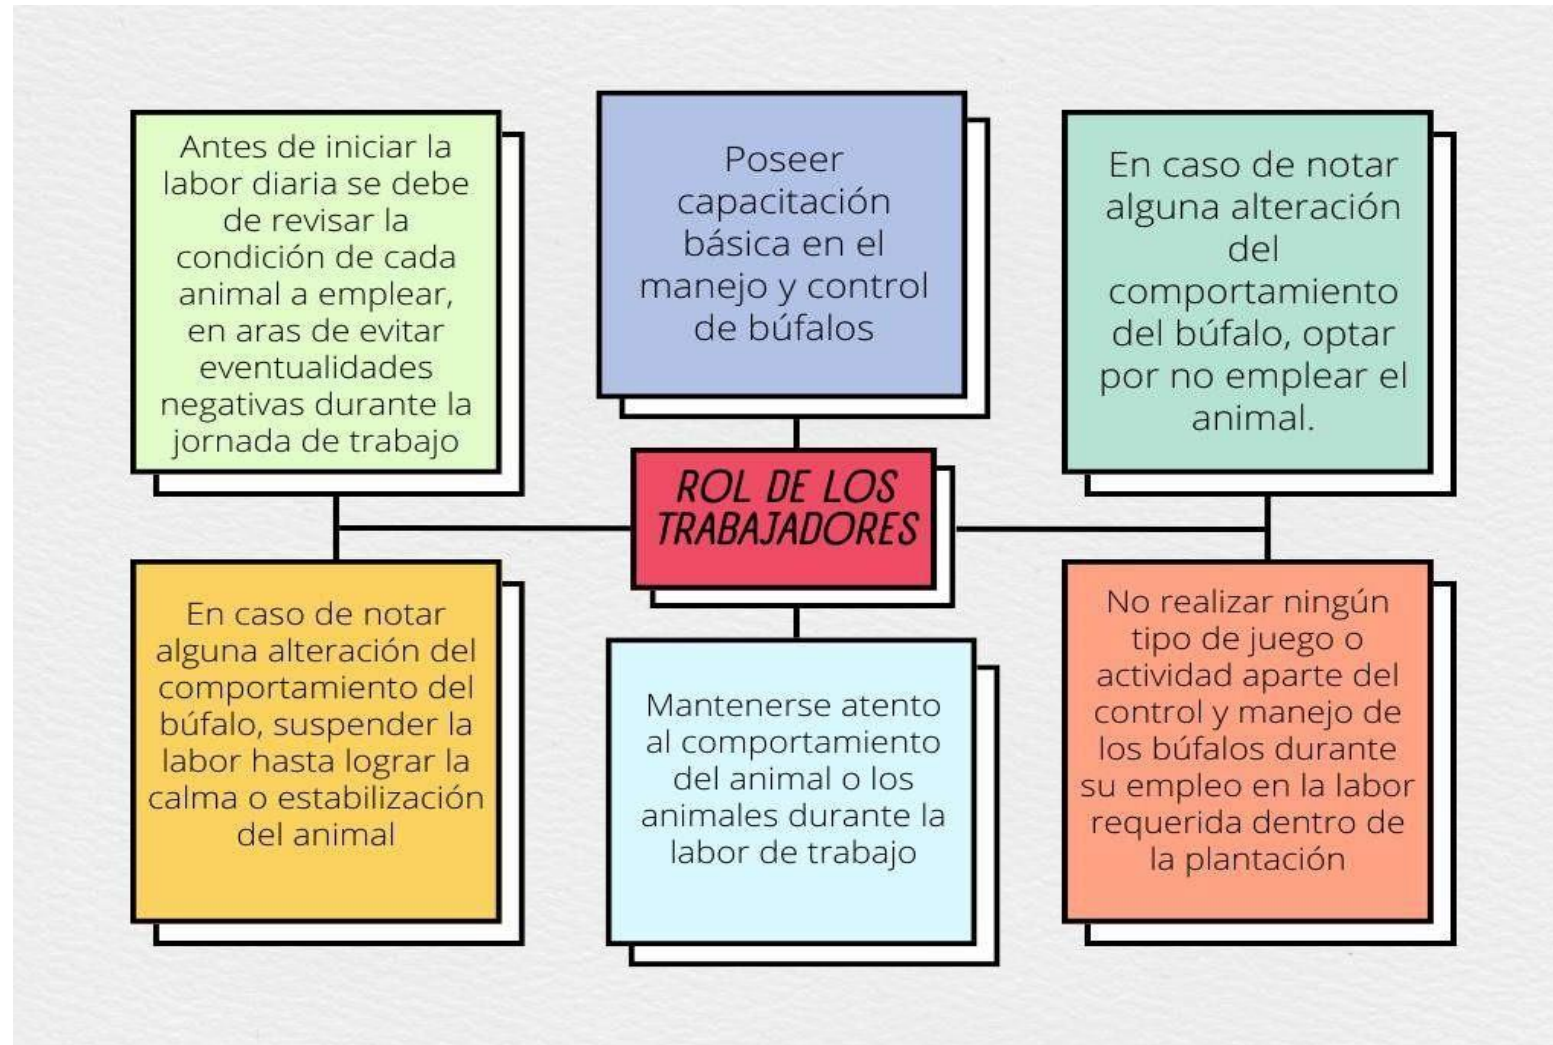 Antes de iniciar la
labor diaria se debe
de revisar la
condición de cada
animal a emplear,
en aras de evitar
eventualidades
negativas durante la
jornada de trabajo
Poseer
capacitación
básica en el
manejo y control
de búfalos
En caso de notar
alguna alteración
del
comportamiento
del búfalo, optar
por no emplear el
animal.
ROL DE LOS
TRABAJADORES
En caso de notar
alguna alteración del
comportamiento del
búfalo, suspender la
labor hasta lograr la
calma o estabilización
del animal
Mantenerse atento
al comportamiento
del animal o los
animales durante la
labor de trabajo
No realizar ningún
tipo de juego o
actividad aparte del
control y manejo de
los búfalos durante
su empleo en la labor
requerida dentro de
la plantación